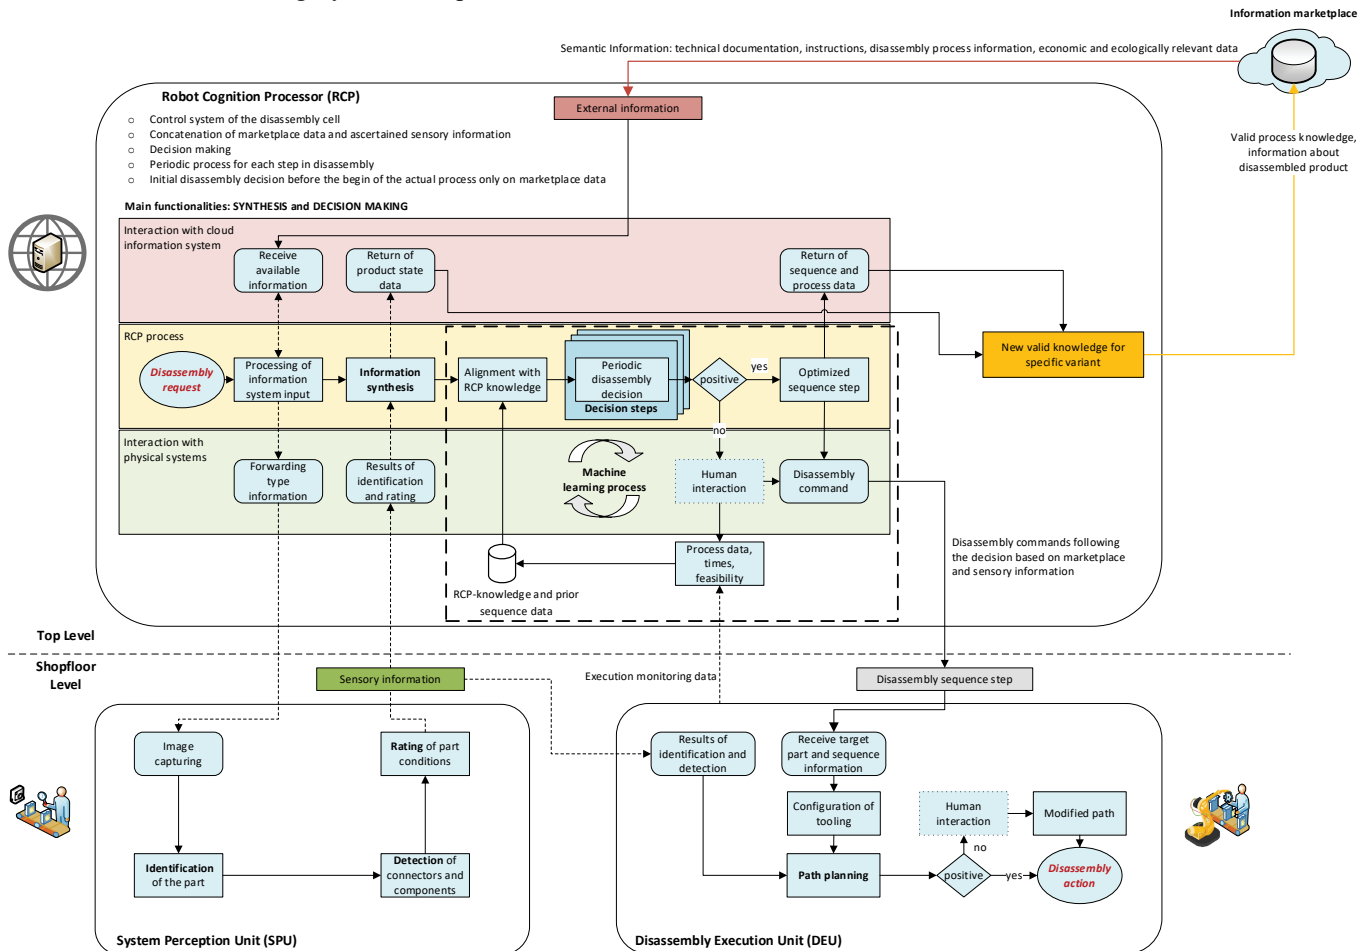 Information marketplace
Semantic Information: technical documentation, instructions, disassembly process information, economic and ecologically relevant data
Robot Cognition Processor (RCP)
External information
o Control system of the disassembly cell
o Concatenation of marketplace data and ascertained sensory information
o Decision making
o Periodic process for each step in disassembly
o Initial disassembly decision before the begin of the actual process only on marketplace data
Valid process knowledge,
information about
disassembled product
Main functionalities: SYNTHESIS and DECISION MAKING
Interaction with cloud
information system
Receive
available
information
Return of
product state
data
Return of
sequence and
process data
RCP process
Disassembly
request
Processing of
information
system input
Information
synthesis
Alignment with
RCP knowledge
Periodic
disassembly
decision
Decision steps
positive
yes
no
Optimized
sequence step
New valid knowledge for
specific variant
Interaction with
physical systems
Forwarding
type
information
Results of
identification
and rating
Machine
learning process
Human
interaction
Disassembly
command
Process data,
times,
feasibility
RCP-knowledge and prior
sequence data
Disassembly commands following
the decision based on marketplace
and sensory information
Top Level
Shopfloor
Level
Sensory information
Execution monitoring data
Disassembly sequence step
Image
capturing
Rating of part
conditions
Identification
of the part
Detection of
connectors and
components
System Perception Unit (SPU)
Results of
identification and
detection
Receive target
part and sequence
information
Configuration of
tooling
Path planning
Human
interaction
Modified path
no
positive
yes
Disassembly
action
Disassembly Execution Unit (DEU)